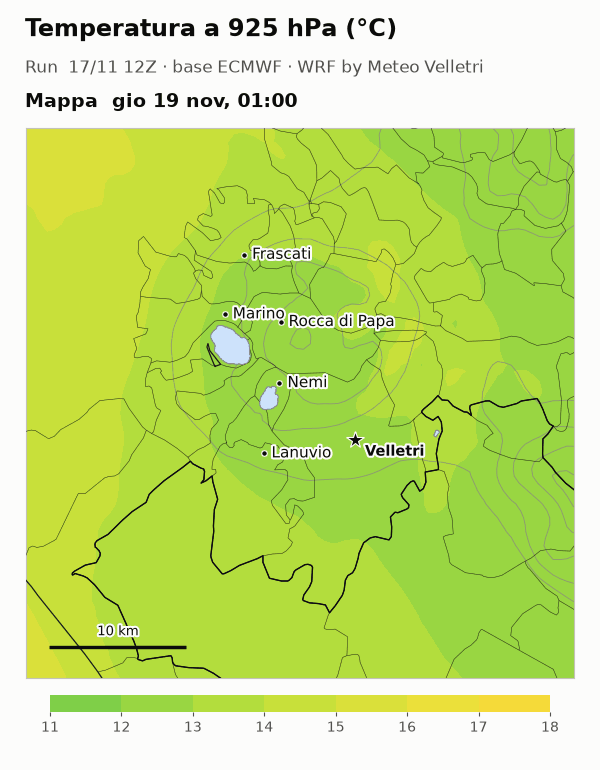 Temperatura a 925 hPa (°C)
Run  17/11 12Z · base ECMWF · WRF by Meteo Velletri
Mappa  gio 19 nov, 01:00
Frascati
Marino
Rocca di Papa
Nemi
Velletri
Lanuvio
10 km
11 12 13 14 15 16 17 18